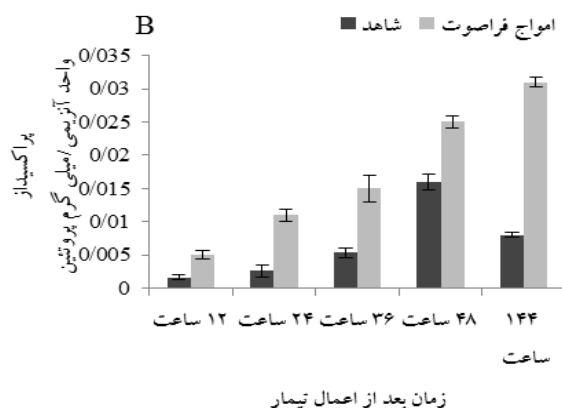 B
شاهد
امواج فراصوت
پراکسیداز
واحد آنزیمی/میلی گرم پروتئین
0/035
0/03
0/025
0/02
0/015
0/01
0/005
0
۱۲ ساعت
۲۴ ساعت
۳۶ ساعت
۴۸ ساعت
۱۴۴
ساعت
زمان بعد از اعمال تیمار